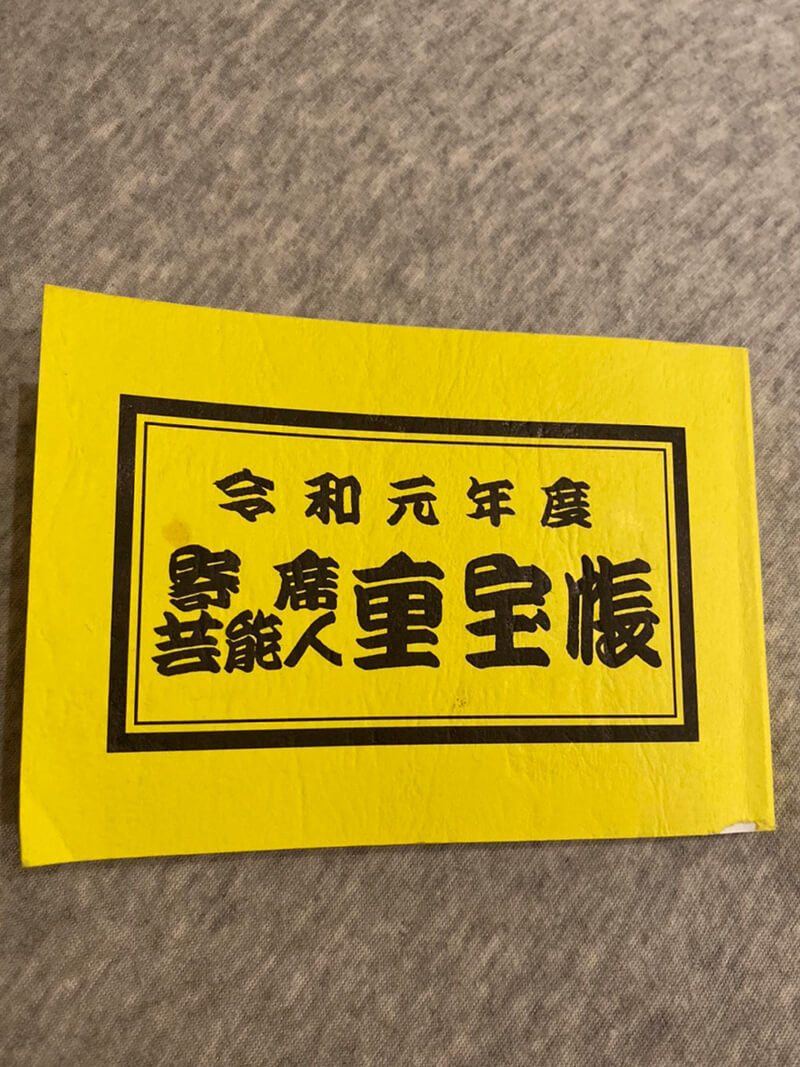 令和元年度
寄席
芸能人
重宝帳